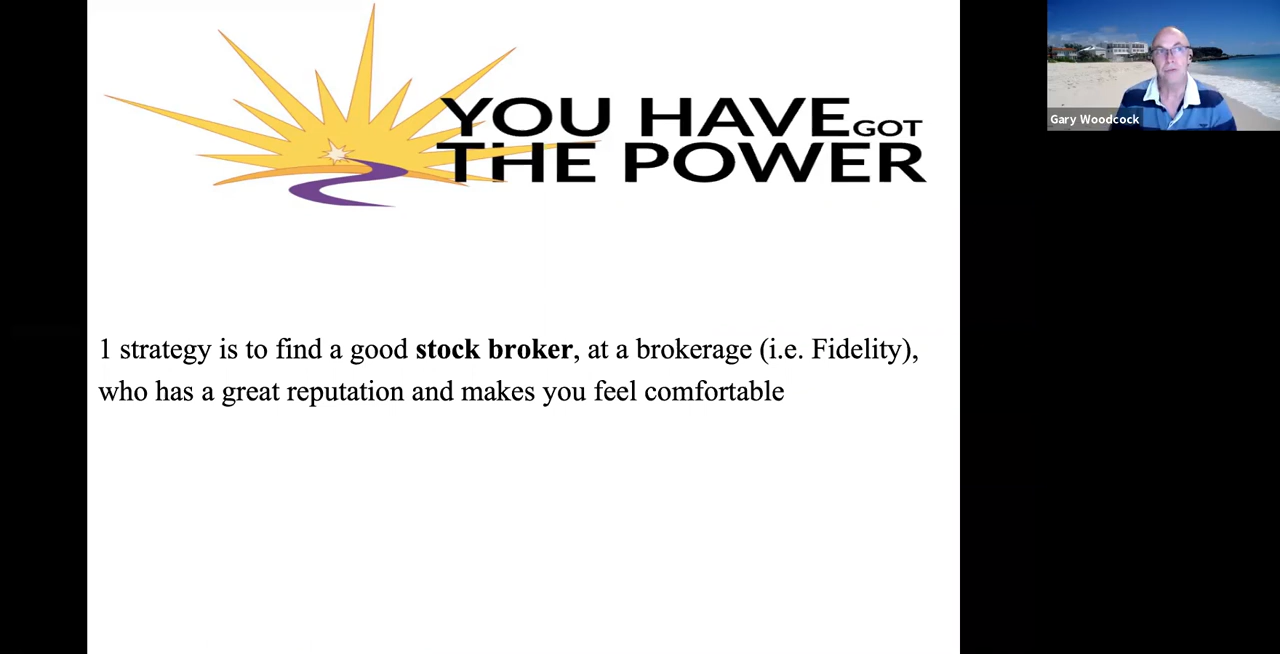 YOU HAVE GOT
THE POWER
Gary Woodcock
1 strategy is to find a good stock broker, at a brokerage (i.e. Fidelity),
who has a great reputation and makes you feel comfortable